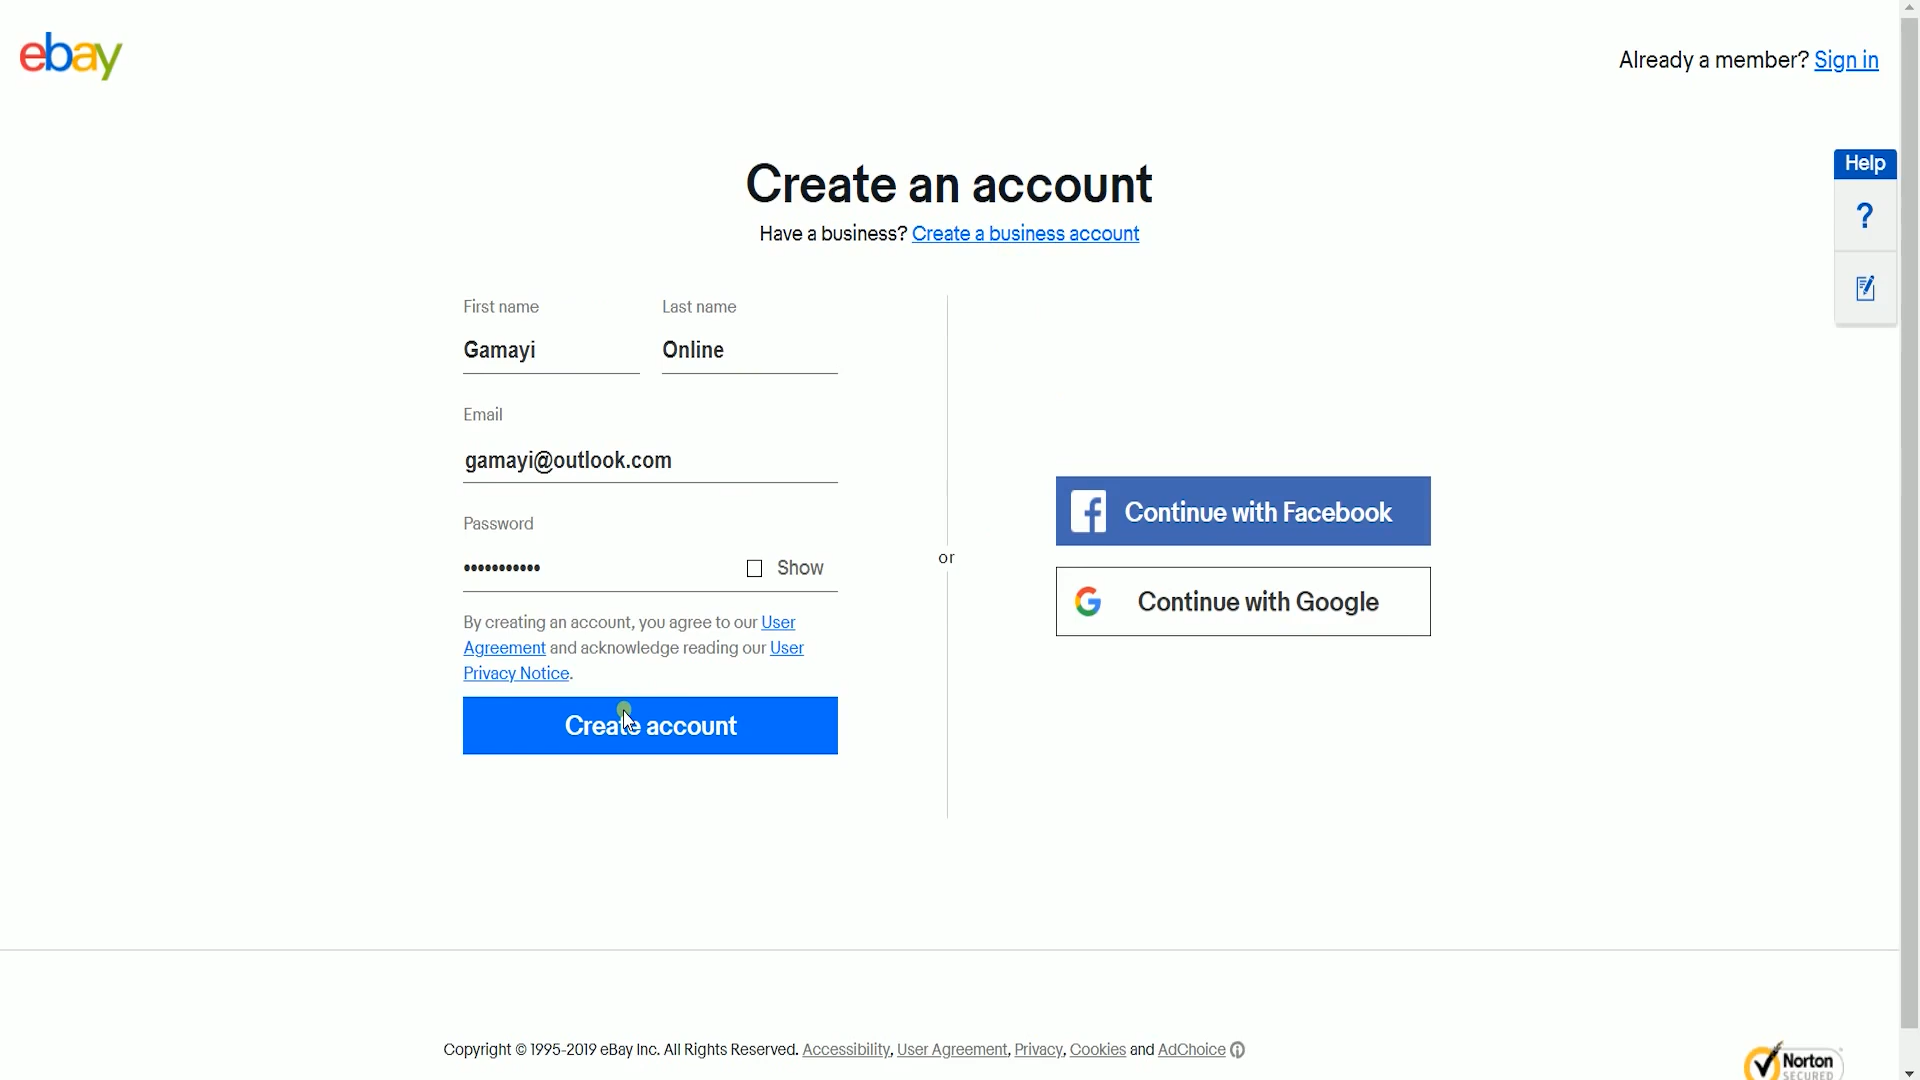 ebay
Already a member? Sign in
Help
?
Create an account
Have a business? Create a business account
First name
Last name
Gamayi
Online
Email
gamayi@outlook.com
Password
••••••••••• Show
By creating an account, you agree to our User
Agreement and acknowledge reading our User
Privacy Notice.
Create account
or
Continue with Facebook
Continue with Google
Copyright © 1995-2019 eBay Inc. All Rights Reserved. Accessibility, User Agreement, Privacy, Cookies and AdChoice
Norton
SECURED